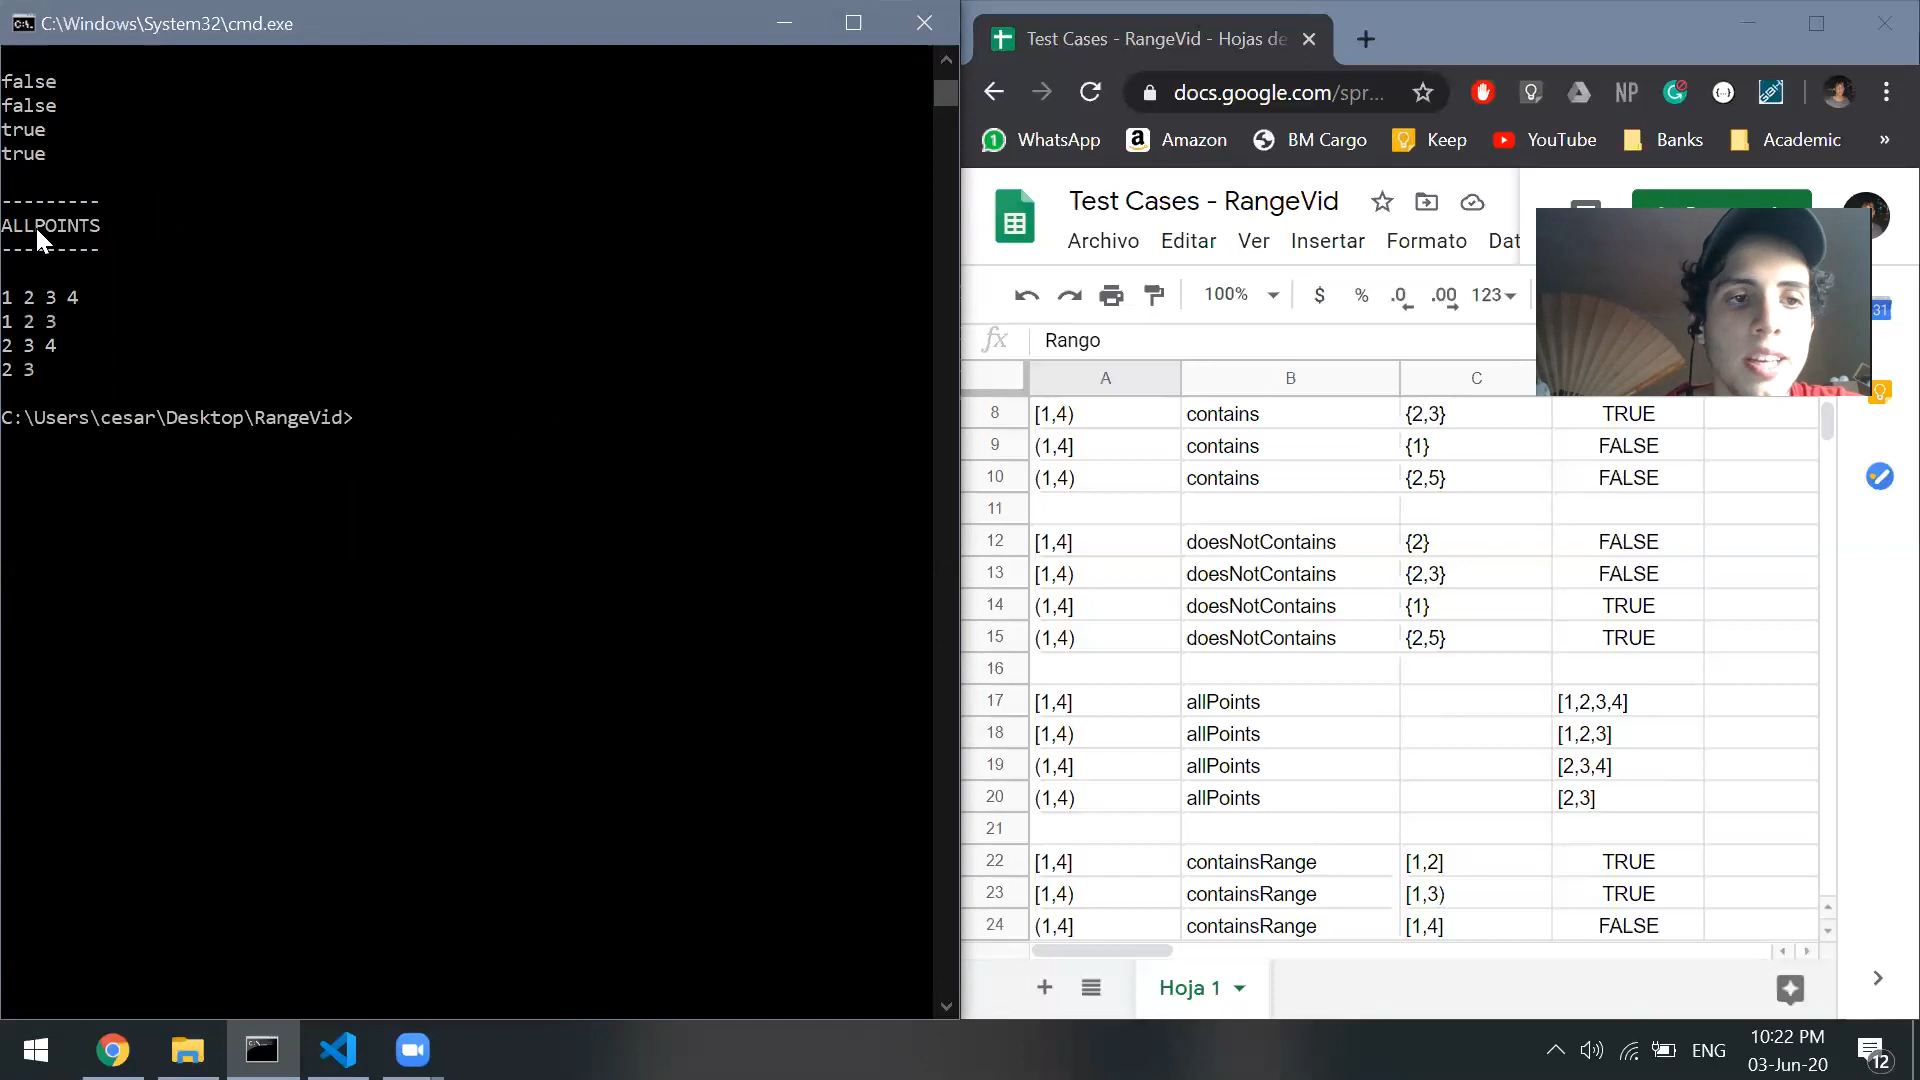 C:\Windows\System32\cmd.exe
false
false
true
true
---------
ALLPOINTS
---------
1 2 3 4
1 2 3
2 3 4
2 3
C:\Users\cesar\Desktop\RangeVid>
Test Cases - RangeVid - Hojas de
docs.google.com/spr...
NP
WhatsApp Amazon BM Cargo Keep YouTube Banks Academic »
Test Cases - RangeVid
Archivo Editar Ver Insertar Formato Dat
100% $ % .0 .00 123
fx Rango
31
A B C
8 [1,4) contains {2,3} TRUE
9 (1,4] contains {1} FALSE
10 (1,4) contains {2,5} FALSE
11
12 [1,4] doesNotContains {2} FALSE
13 [1,4) doesNotContains {2,3} FALSE
14 (1,4] doesNotContains {1} TRUE
15 (1,4) doesNotContains {2,5} TRUE
16
17 [1,4] allPoints [1,2,3,4]
18 [1,4) allPoints [1,2,3]
19 (1,4] allPoints [2,3,4]
20 (1,4) allPoints [2,3]
21
22 [1,4] containsRange [1,2] TRUE
23 [1,4) containsRange [1,3) TRUE
24 (1,4] containsRange [1,4] FALSE
Hoja 1
ENG
10:22 PM
03-Jun-20
12